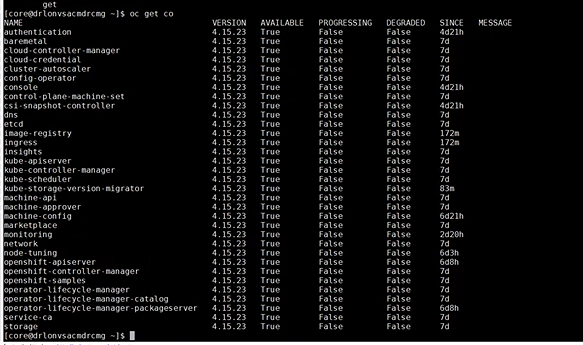 get
[core@drlonvsacmdrcmg ~]$ oc get co
NAME VERSION AVAILABLE PROGRESSING DEGRADED SINCE MESSAGE
authentication 4.15.23 True False False 4d21h
baremetal 4.15.23 True False False 7d
cloud-controller-manager 4.15.23 True False False 7d
cloud-credential 4.15.23 True False False 7d
cluster-autoscaler 4.15.23 True False False 7d
config-operator 4.15.23 True False False 7d
console 4.15.23 True False False 4d21h
control-plane-machine-set 4.15.23 True False False 7d
csi-snapshot-controller 4.15.23 True False False 4d21h
dns 4.15.23 True False False 7d
etcd 4.15.23 True False False 7d
image-registry 4.15.23 True False False 172m
ingress 4.15.23 True False False 172m
insights 4.15.23 True False False 7d
kube-apiserver 4.15.23 True False False 7d
kube-controller-manager 4.15.23 True False False 7d
kube-scheduler 4.15.23 True False False 7d
kube-storage-version-migrator 4.15.23 True False False 83m
machine-api 4.15.23 True False False 7d
machine-approver 4.15.23 True False False 7d
machine-config 4.15.23 True False False 6d21h
marketplace 4.15.23 True False False 7d
monitoring 4.15.23 True False False 2d20h
network 4.15.23 True False False 7d
node-tuning 4.15.23 True False False 6d3h
openshift-apiserver 4.15.23 True False False 6d8h
openshift-controller-manager 4.15.23 True False False 7d
openshift-samples 4.15.23 True False False 7d
operator-lifecycle-manager 4.15.23 True False False 7d
operator-lifecycle-manager-catalog 4.15.23 True False False 7d
operator-lifecycle-manager-packageserver 4.15.23 True False False 6d8h
service-ca 4.15.23 True False False 7d
storage 4.15.23 True False False 7d
[core@drlonvsacmdrcmg ~]$